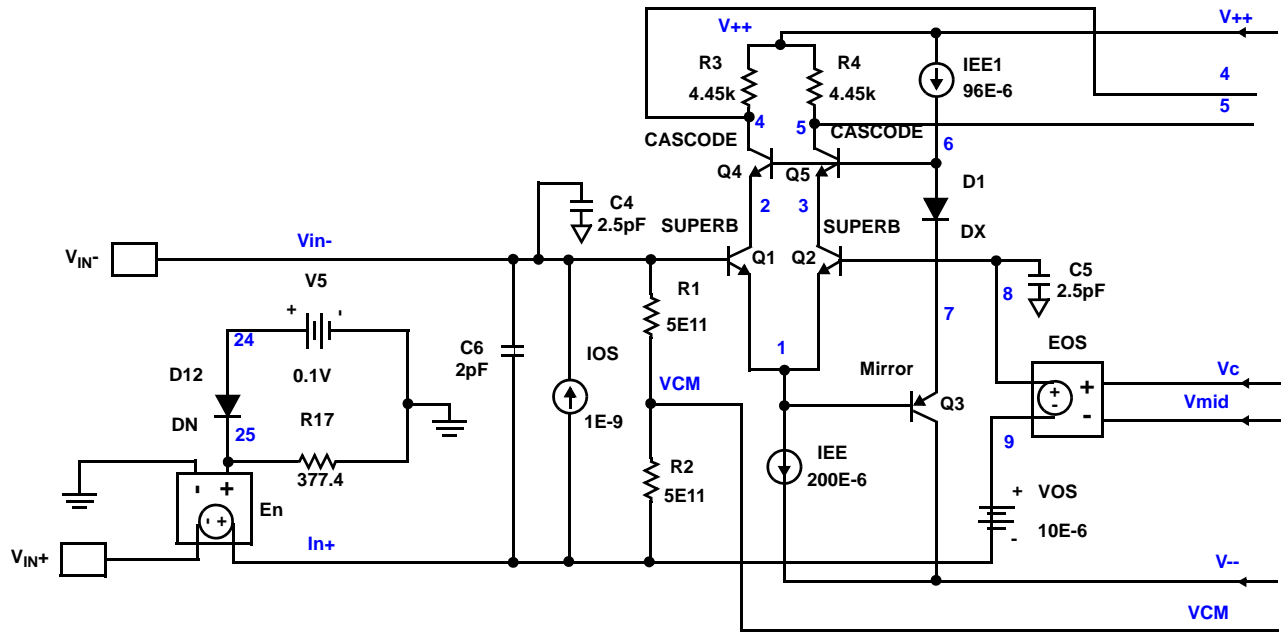 V++
V++
R3
4.45k
R4
4.45k
IEE1
96E-6
4
5
4
5
CASCODE
CASCODE
6
Q4
Q5
D1
C4
2.5pF
2
3
DX
SUPERB
SUPERB
VIN-
Vin-
Q1
Q2
V5
+ -
R1
5E11
8
C5
2.5pF
7
24
0.1V
C6
2pF
IOS
1E-9
1
EOS
D12
DN
VCM
Mirror
Q3
+
-
+
-
Vc
Vmid
R17
25
377.4
R2
5E11
IEE
200E-6
9
- +
En
- +
+
VOS
10E-6
-
VIN+
In+
V--
VCM